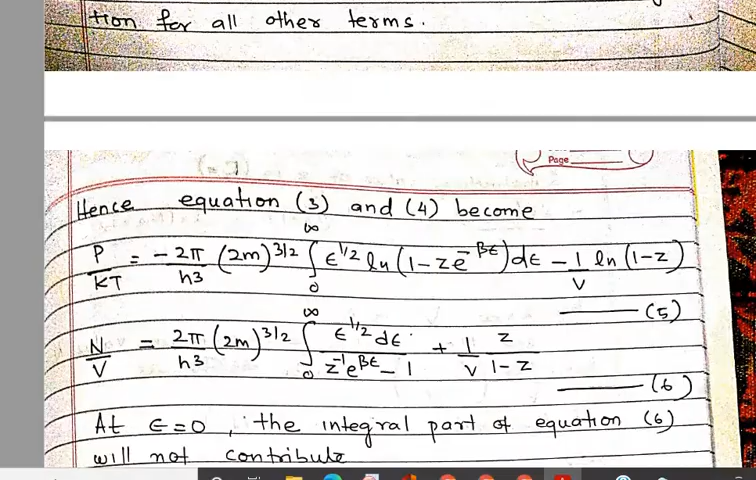 tion for all other terms.
Page
Hence equation (3) and (4) become
P/KT = - 2π/h3 (2m)^3/2 ∫_0^∞ ϵ^1/2 ln (1-ze^-βϵ) dϵ - 1/V ln (1-z)
(5)
N/V = 2π/h3 (2m)^3/2 ∫_0^∞ ϵ^1/2 dϵ / z^-1 e^βϵ - 1 + 1/V z/1-z
(6)
At ϵ=0, the integral part of equation (6)
will not contribute